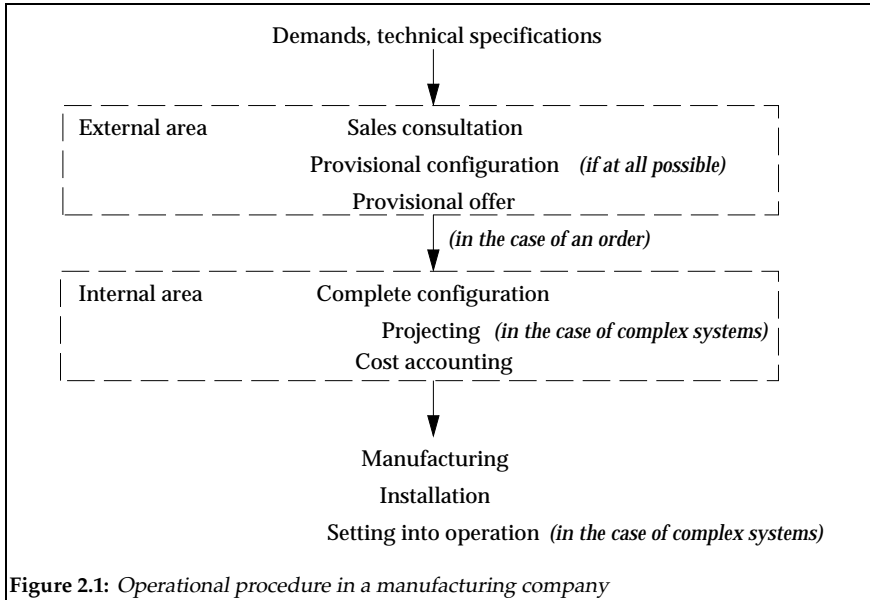 Demands, technical specifications
External area Sales consultation
Provisional configuration (if at all possible)
Provisional offer
(in the case of an order)
Internal area Complete configuration
Projecting (in the case of complex systems)
Cost accounting
Manufacturing
Installation
Setting into operation (in the case of complex systems)
Figure 2.1: Operational procedure in a manufacturing company